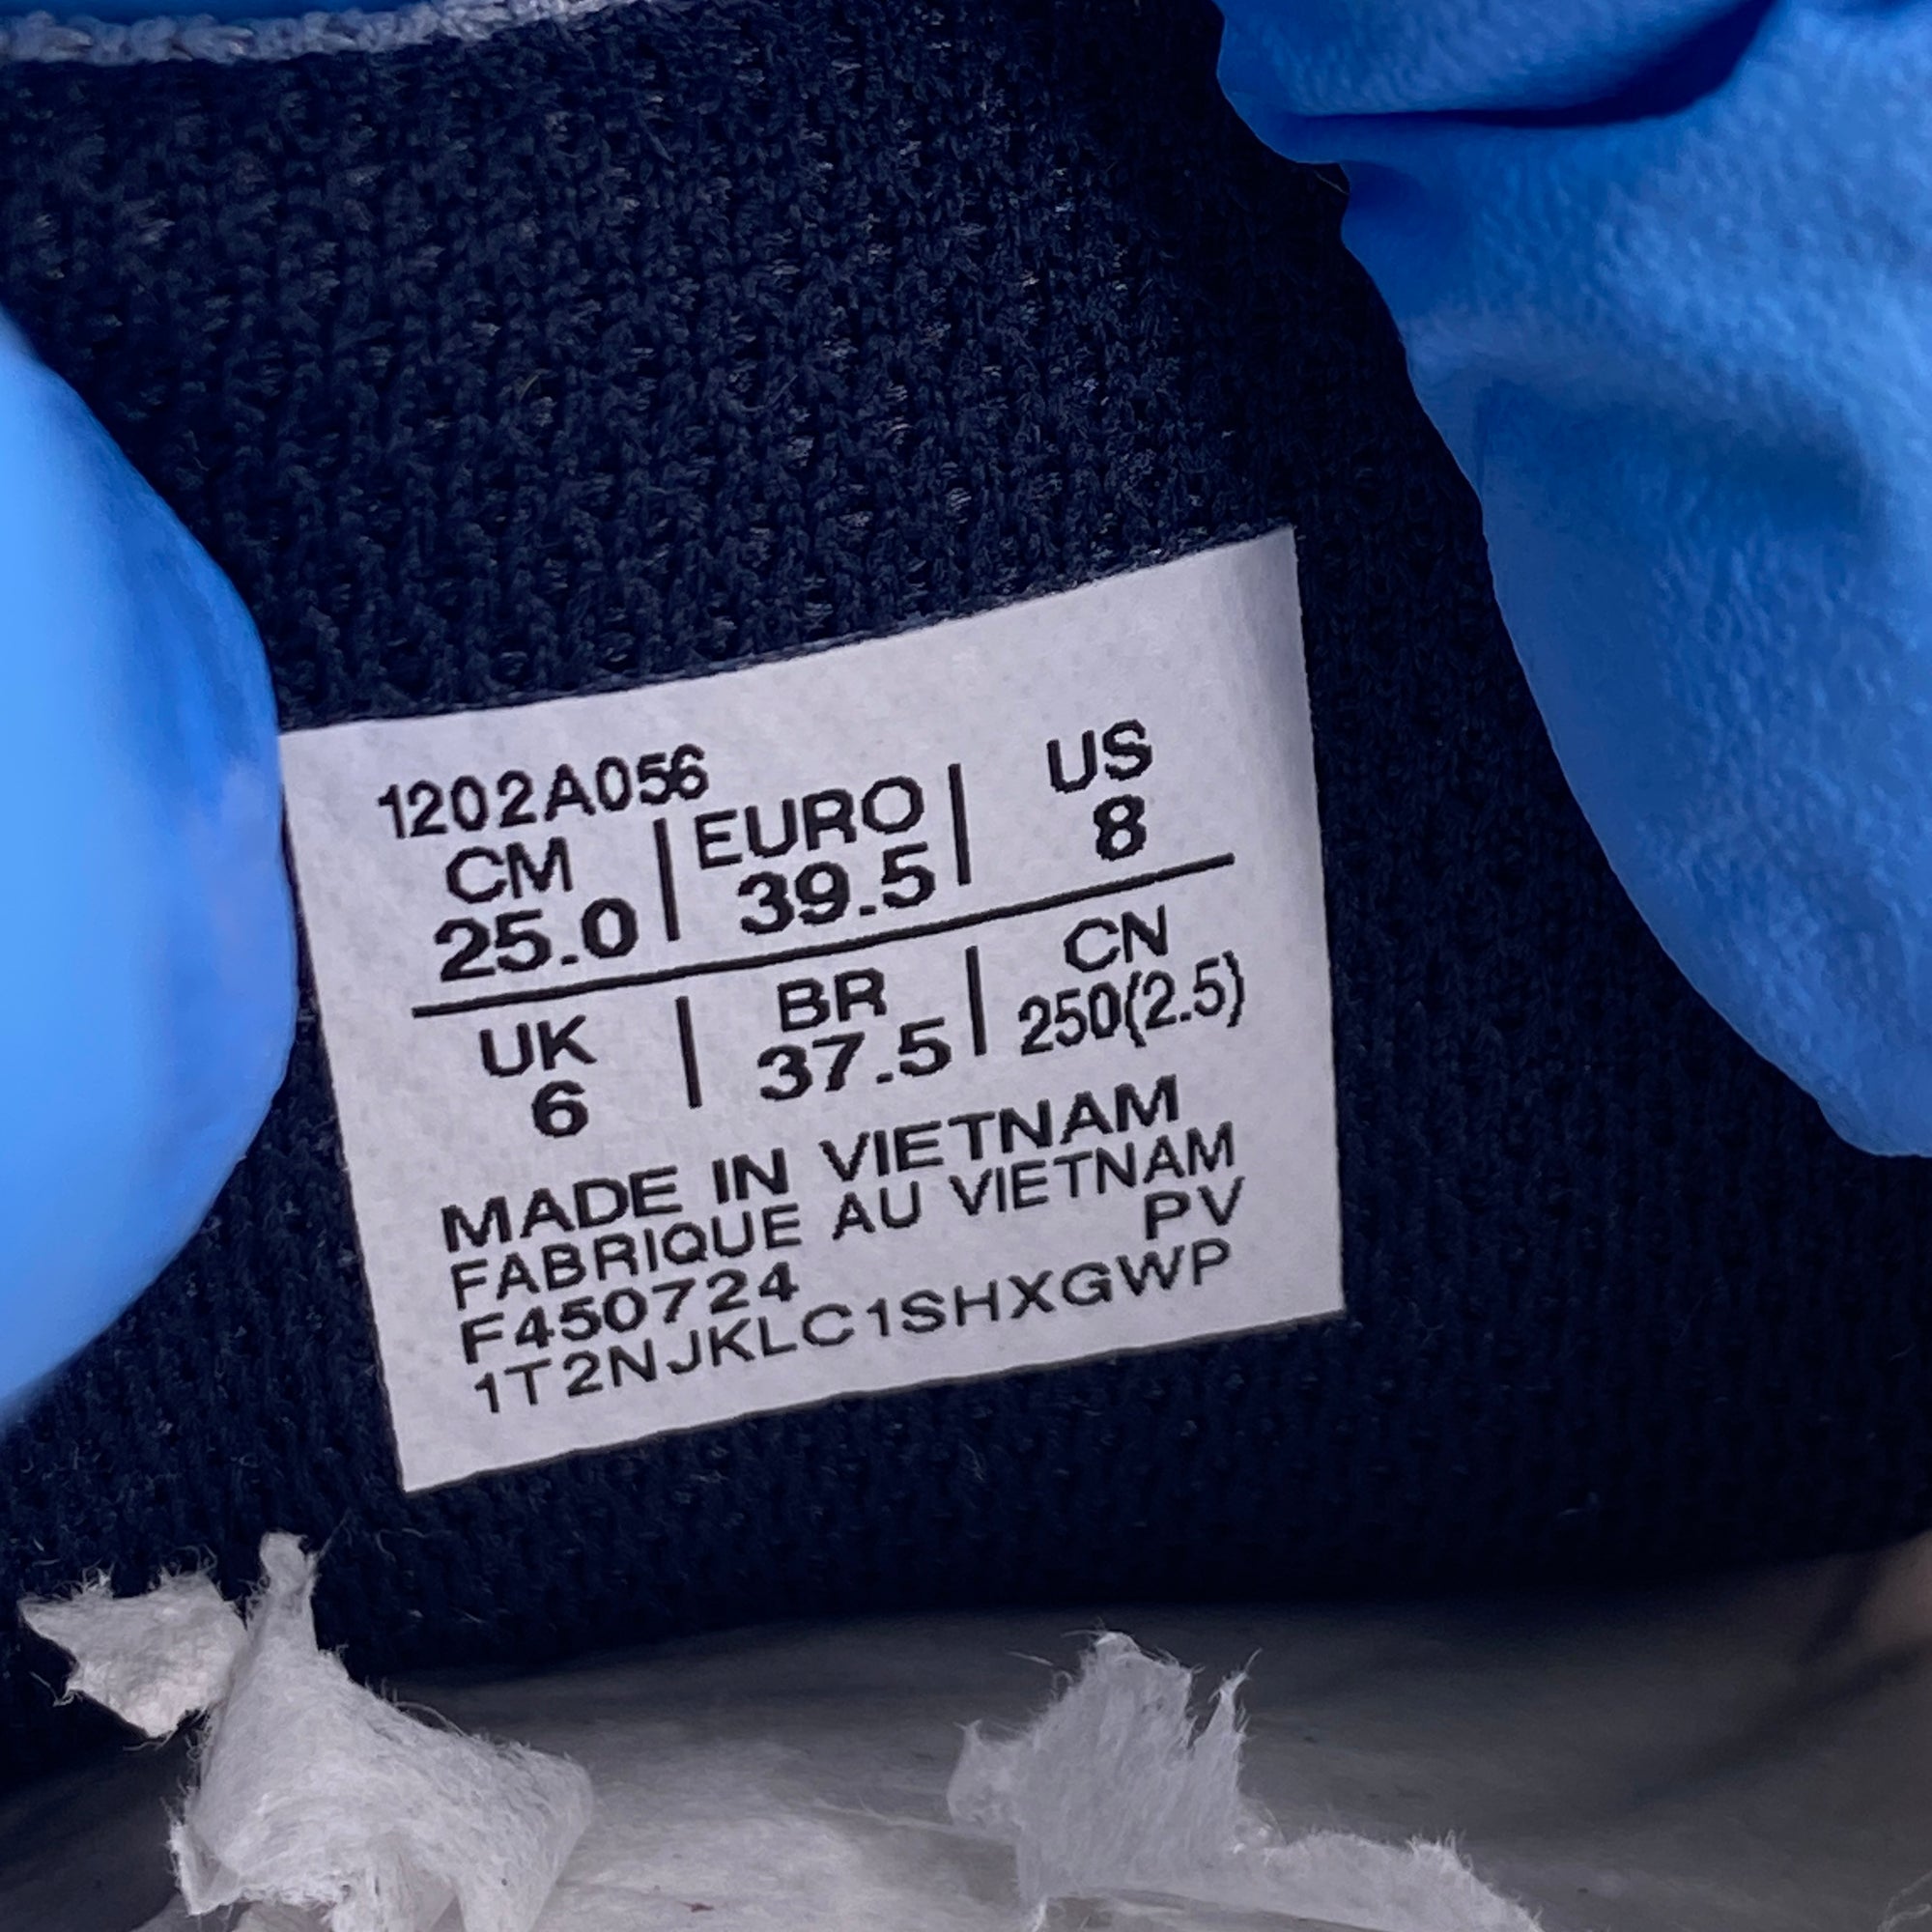 1202A056
CM | EURO | US
25.0 | 39.5 | 8
UK | BR | CN
6 | 37.5 | 250(2.5)
MADE IN VIETNAM
FABRIQUE AU VIETNAM
PV
F450724
1T2NJKLC1SHXGWP